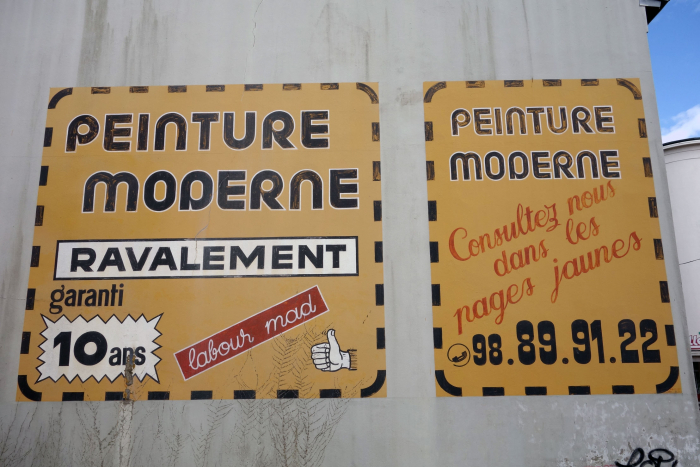 PEINTURE
MODERNE
RAVALEMENT
garanti
10 ans
labour mad
PEINTURE
MODERNE
Consultez nous
dans les
pages jaunes
98.89.91.22